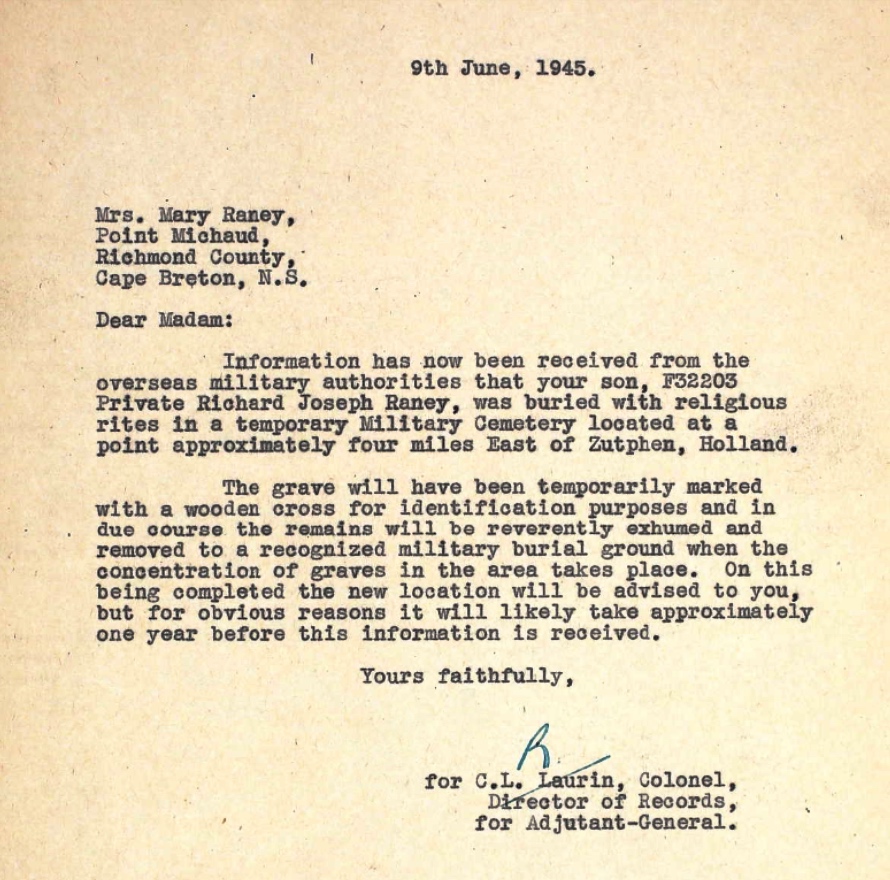 9th June, 1945.
Mrs. Mary Raney,
Point Michaud,
Richmond County,
Cape Breton, N.S.
Dear Madam:
Information has now been received from the
overseas military authorities that your son, F32203
Private Richard Joseph Raney, was buried with religious
rites in a temporary Military Cemetery located at a
point approximately four miles East of Zutphen, Holland.
The grave will have been temporarily marked
with a wooden cross for identification purposes and in
due course the remains will be reverently exhumed and
removed to a recognized military burial ground when the
concentration of graves in the area takes place.  On this
being completed the new location will be advised to you,
but for obvious reasons it will likely take approximately
one year before this information is received.
Yours faithfully,
for C.L. Laurin, Colonel,
Director of Records,
for Adjutant-General.